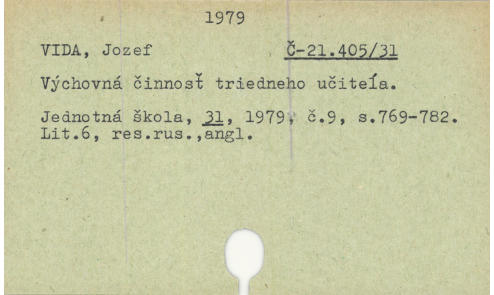 1979
VIDA, Jozef Č-21.405/31
Výchovná činnosť triedneho učiteľa.
Jednotná škola, 31, 1979, č.9, s.769-782.
Lit.6, res.rus.,angl.